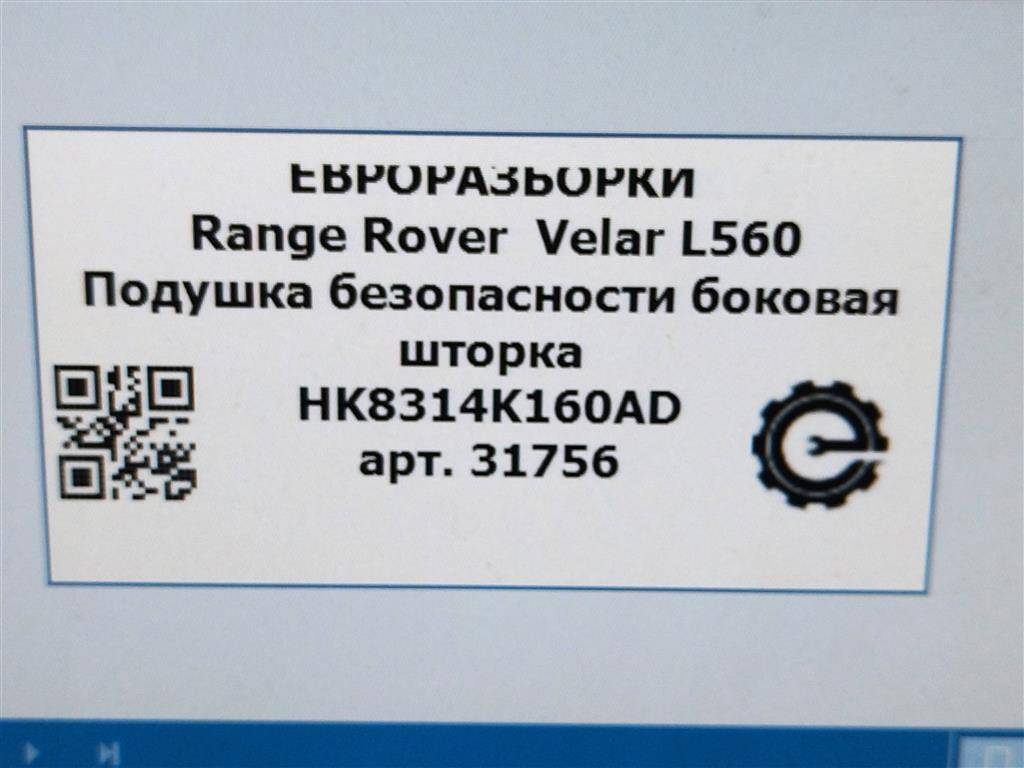 ЕВРОРАЗБОРКИ
Range Rover Velar L560
Подушка безопасности боковая
шторка
HK8314K160AD
арт. 31756